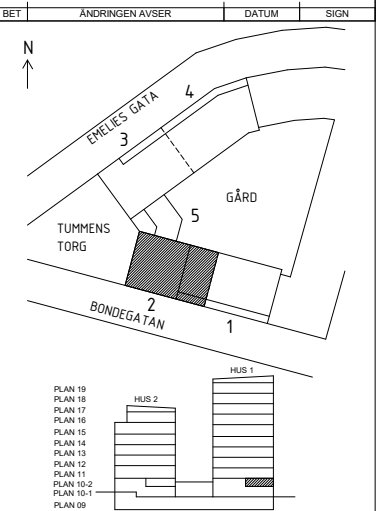 BET ÄNDRINGEN AVSER DATUM SIGN
N
EMELIES GATA
4
3
GÅRD
5
TUMMENS
TORG
2
1
BONDEGATAN
HUS 1
PLAN 19
PLAN 18
HUS 2
PLAN 17
PLAN 16
PLAN 15
PLAN 14
PLAN 13
PLAN 12
PLAN 11
PLAN 10-2
PLAN 10-1
PLAN 09